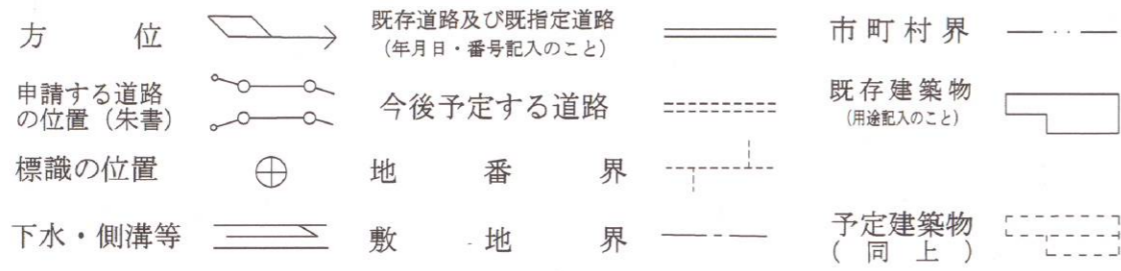 方位
既存道路及び既指定道路
(年月日・番号記入のこと)
市町村界
申請する道路
の位置(朱書)
今後予定する道路
既存建築物
(用途記入のこと)
標識の位置
地番界
下水・側溝等
敷地界
予定建築物
(同上)